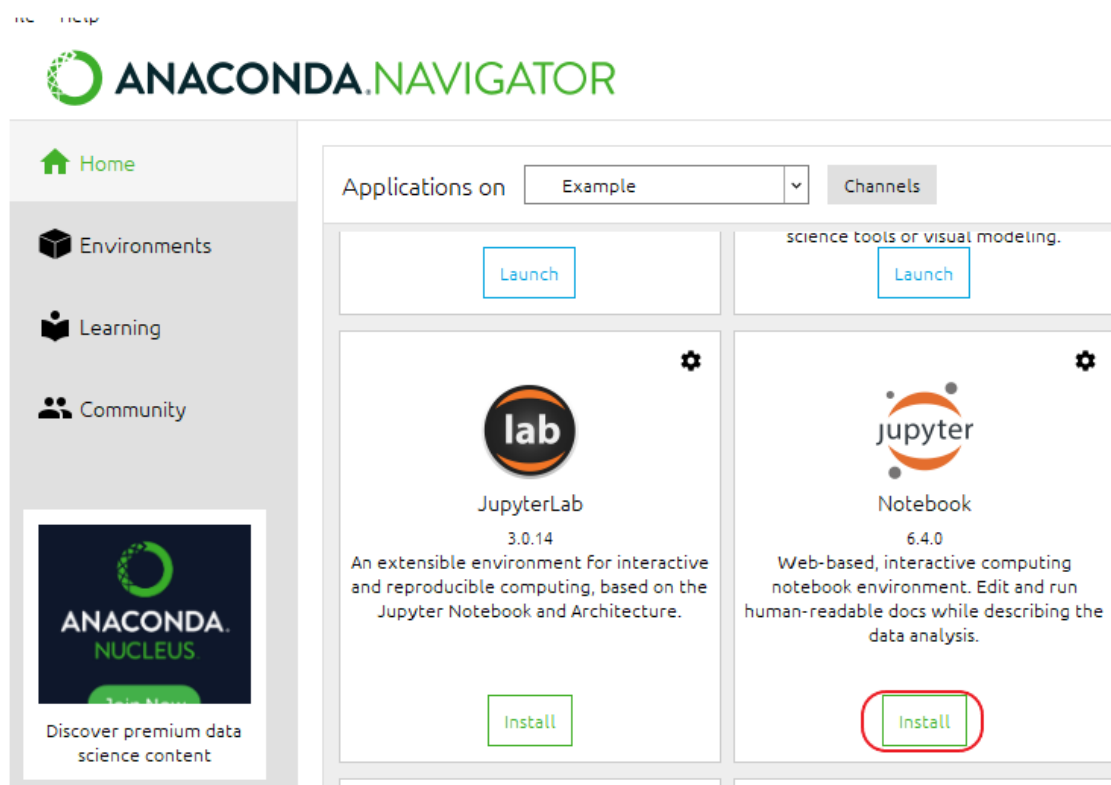 Help
ANACONDA.NAVIGATOR
Home
Applications on Example Channels
Environments
science tools or visual modeling.
Launch Launch
Learning
Community
lab
jupyter
JupyterLab
3.0.14
An extensible environment for interactive
and reproducible computing, based on the
Jupyter Notebook and Architecture.
Install
Notebook
6.4.0
Web-based, interactive computing
notebook environment. Edit and run
human-readable docs while describing the
data analysis.
Install
ANACONDA.
NUCLEUS
Join Now
Discover premium data
science content